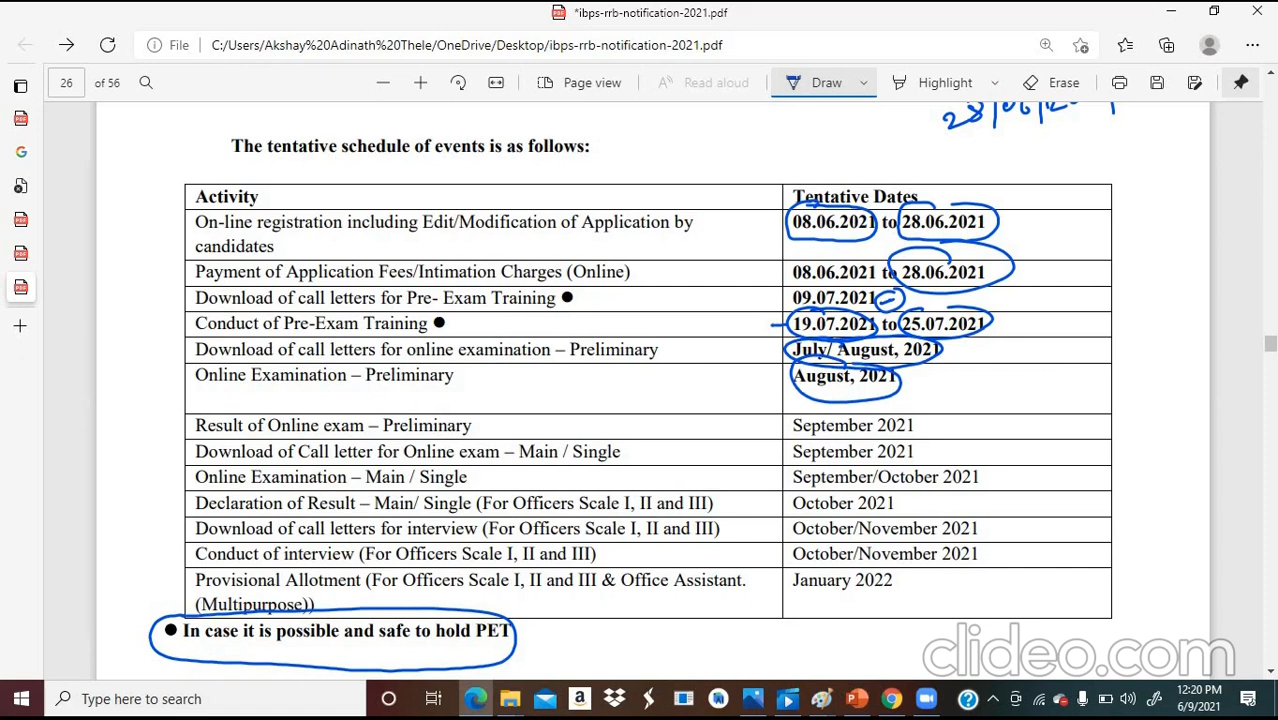 *ibps-rrb-notification-2021.pdf
File C:/Users/Akshay%20Adinath%20Thele/OneDrive/Desktop/ibps-rrb-notification-2021.pdf
26 of 56 Page view Read aloud Draw Highlight Erase
28/06/20
The tentative schedule of events is as follows:
Activity Tentative Dates
On-line registration including Edit/Modification of Application by 08.06.2021 to 28.06.2021
candidates
Payment of Application Fees/Intimation Charges (Online) 08.06.2021 to 28.06.2021
Download of call letters for Pre- Exam Training ● 09.07.2021
Conduct of Pre-Exam Training ● 19.07.2021 to 25.07.2021
Download of call letters for online examination – Preliminary July/ August, 2021
Online Examination – Preliminary August, 2021
Result of Online exam – Preliminary September 2021
Download of Call letter for Online exam – Main / Single September 2021
Online Examination – Main / Single September/October 2021
Declaration of Result – Main/ Single (For Officers Scale I, II and III) October 2021
Download of call letters for interview (For Officers Scale I, II and III) October/November 2021
Conduct of interview (For Officers Scale I, II and III) October/November 2021
Provisional Allotment (For Officers Scale I, II and III & Office Assistant. January 2022
(Multipurpose))
● In case it is possible and safe to hold PET
clideo.com
Type here to search 12:20 PM
6/9/2021